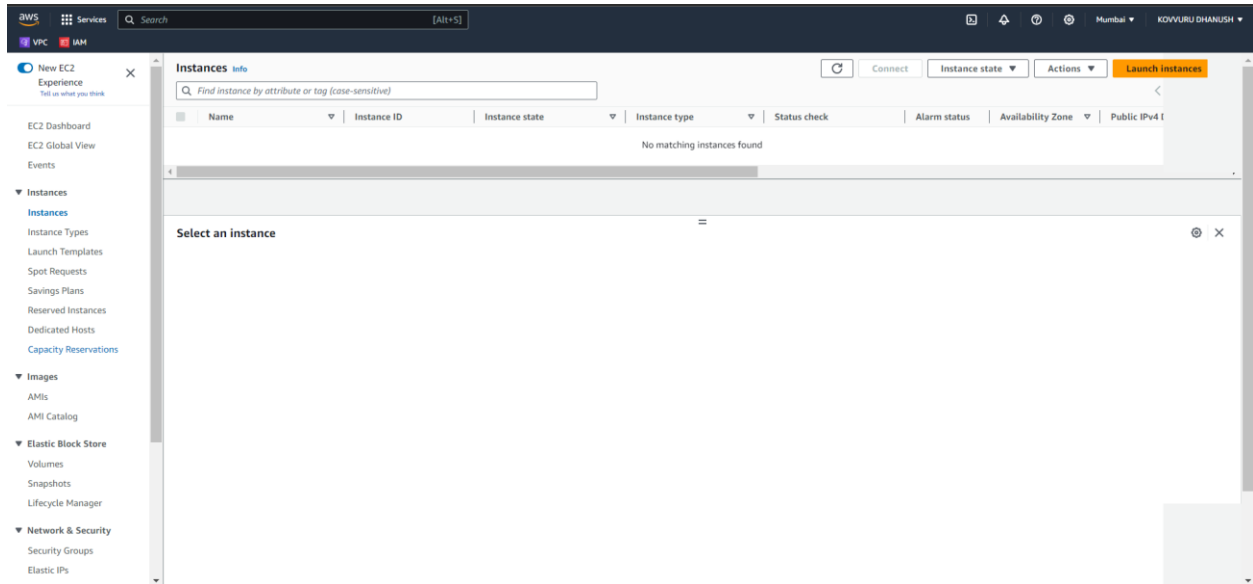 aws Services Search [Alt+S] Mumbai KOVVURU DHANUSH
VPC IAM
New EC2
Experience
Tell us what you think
EC2 Dashboard
EC2 Global View
Events
Instances
Instances
Instance Types
Launch Templates
Spot Requests
Savings Plans
Reserved Instances
Dedicated Hosts
Capacity Reservations
Images
AMIs
AMI Catalog
Elastic Block Store
Volumes
Snapshots
Lifecycle Manager
Network & Security
Security Groups
Elastic IPs
Instances Info Connect Instance state Actions Launch instances
Find instance by attribute or tag (case-sensitive)
Name Instance ID Instance state Instance type Status check Alarm status Availability Zone Public IPv4
No matching instances found
Select an instance